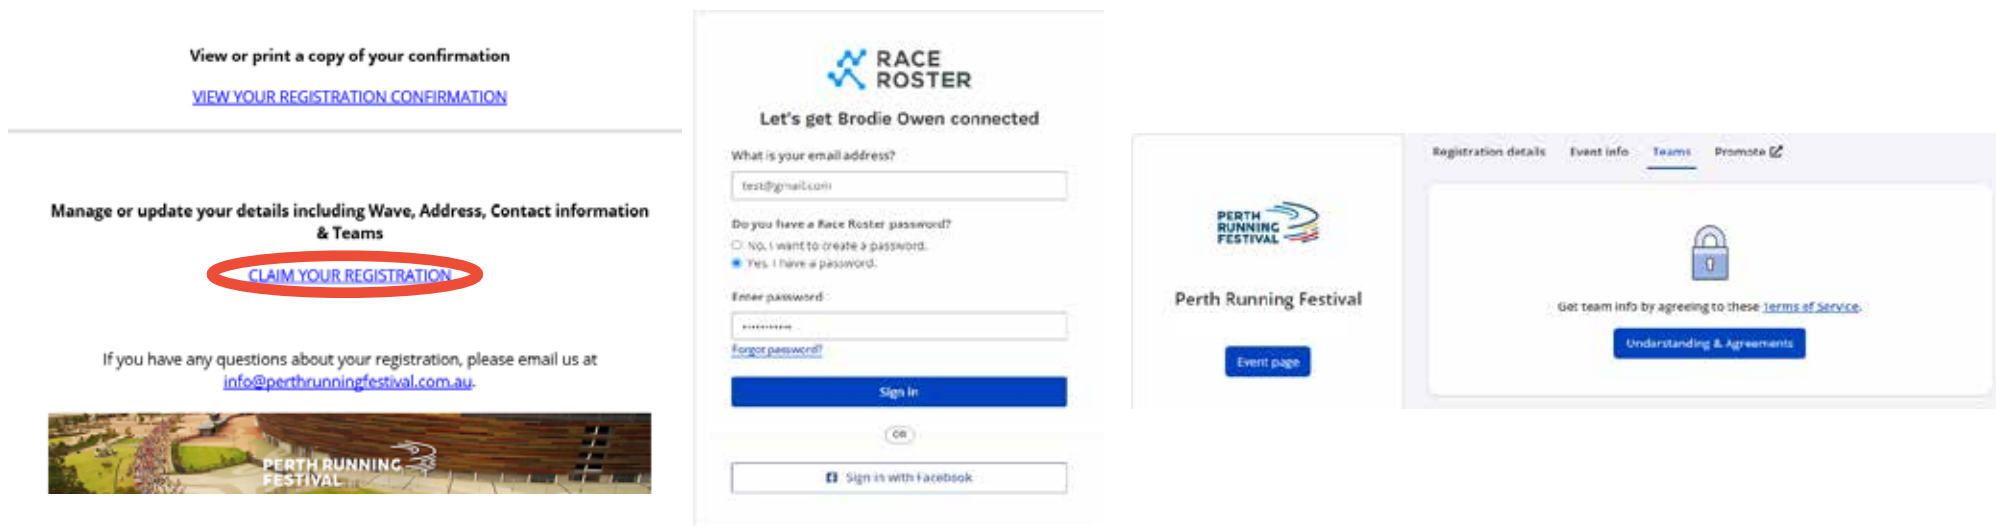 View or print a copy of your confirmation
VIEW YOUR REGISTRATION CONFIRMATION
Manage or update your details including Wave, Address, Contact information
& Teams
CLAIM YOUR REGISTRATION
If you have any questions about your registration, please email us at
info@perthrunningfestival.com.au.
PERTH RUNNING
FESTIVAL
RACE
ROSTER
Let's get Brodie Owen connected
What is your email address?
test@gmail.com
Do you have a Race Roster password?
No, I want to create a password.
Yes, I have a password.
Enter password
Forgot password?
Sign in
OR
Sign in with Facebook
PERTH
RUNNING
FESTIVAL
Perth Running Festival
Event page
Registration details Event info Teams Promote
Get team info by agreeing to these Terms of Service.
Understanding & Agreements